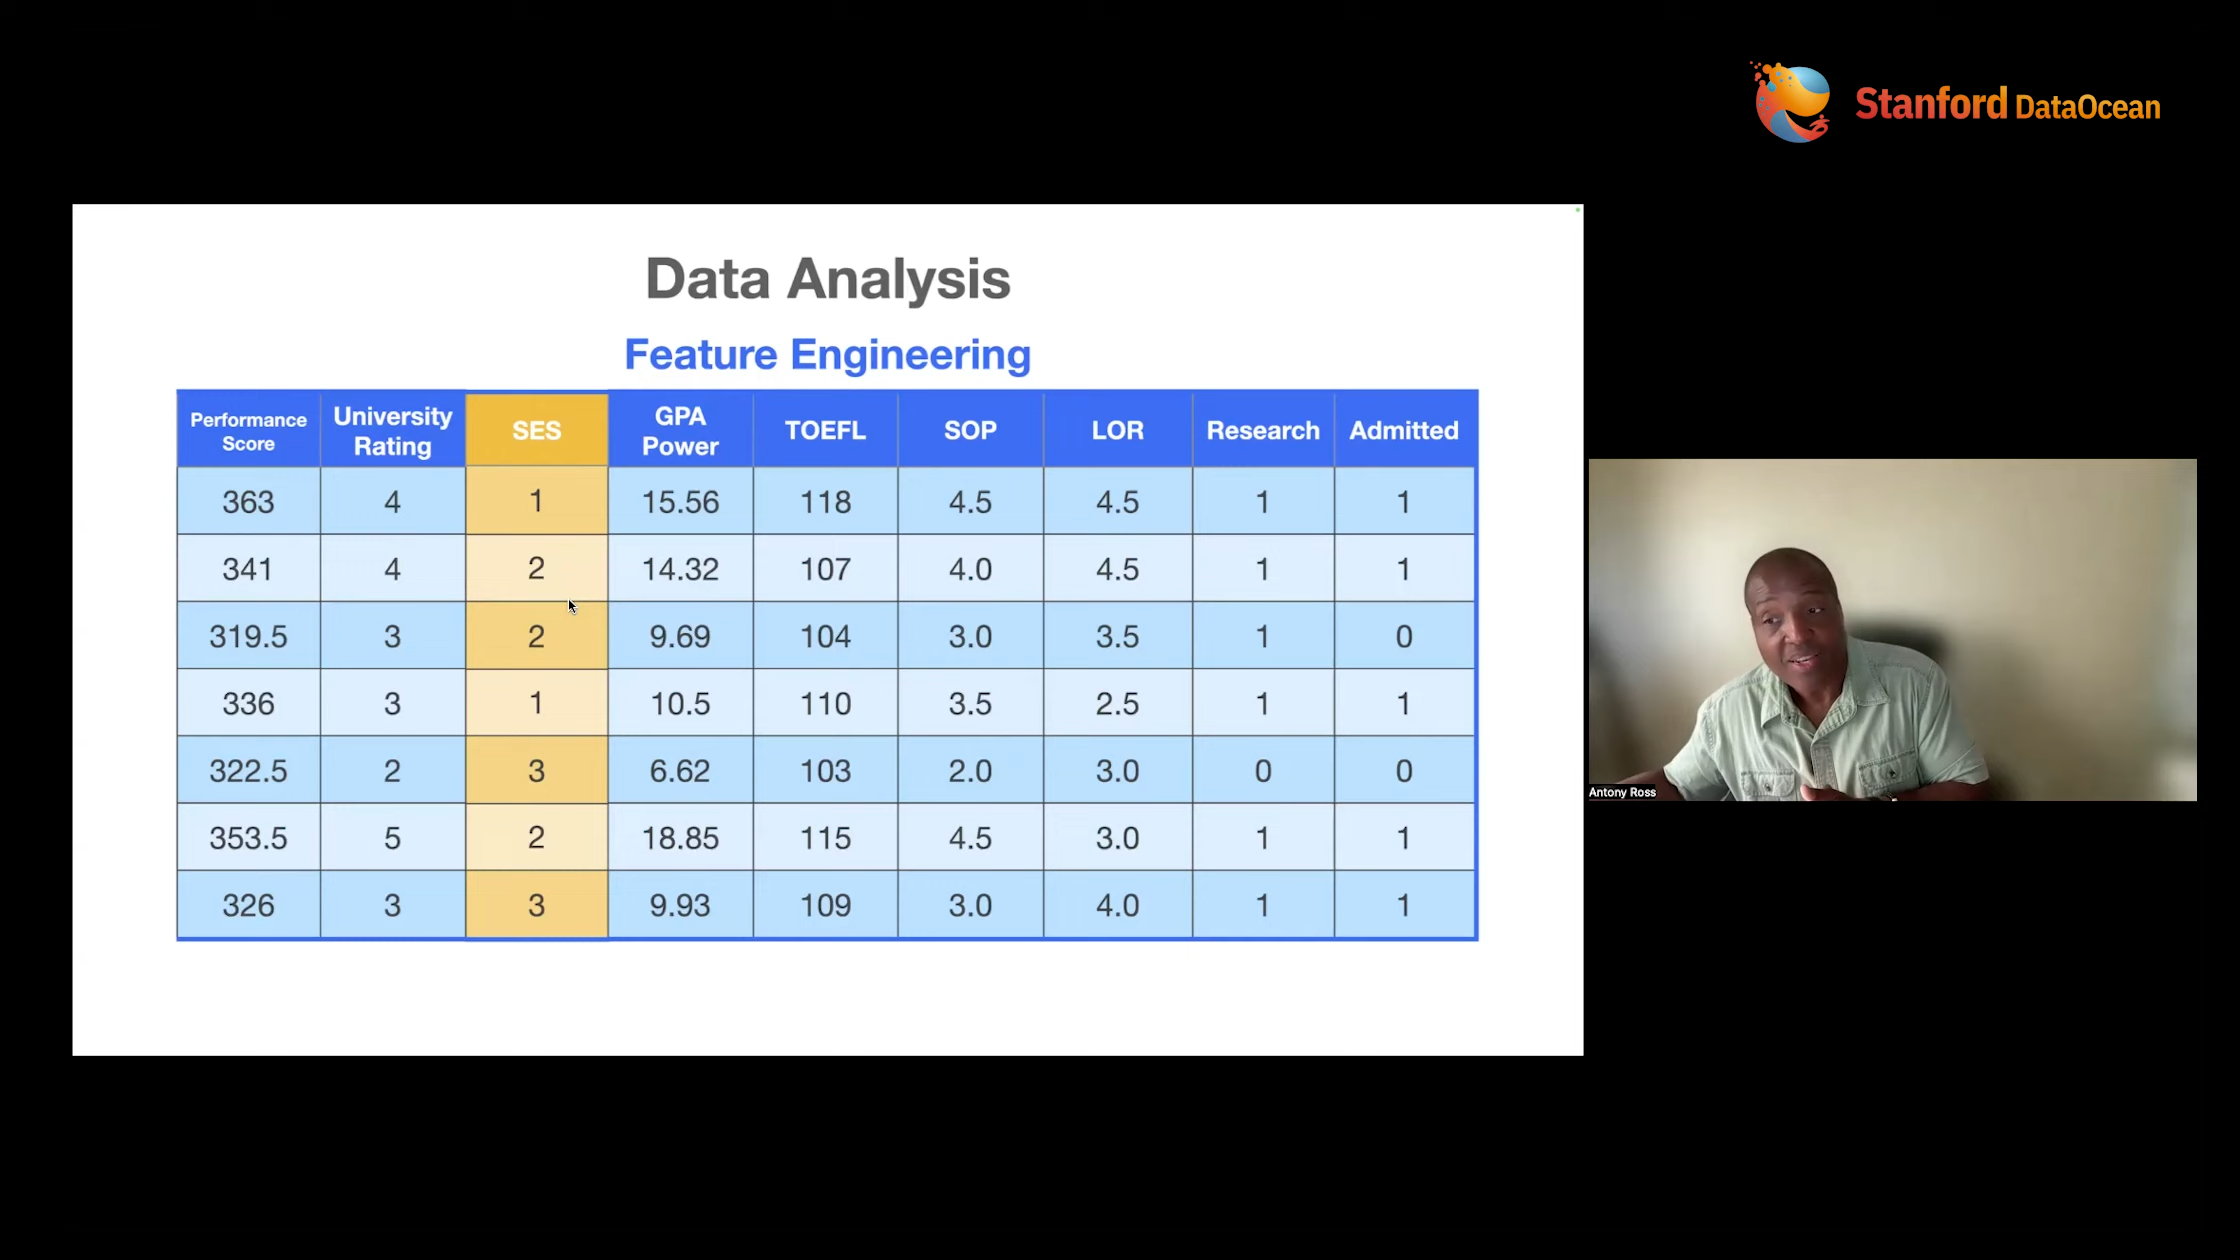 Stanford DataOcean
Data Analysis
Feature Engineering
Performance Score University Rating SES GPA Power TOEFL SOP LOR Research Admitted
363 4 1 15.56 118 4.5 4.5 1 1
341 4 2 14.32 107 4.0 4.5 1 1
319.5 3 2 9.69 104 3.0 3.5 1 0
336 3 1 10.5 110 3.5 2.5 1 1
322.5 2 3 6.62 103 2.0 3.0 0 0
353.5 5 2 18.85 115 4.5 3.0 1 1
326 3 3 9.93 109 3.0 4.0 1 1
Antony Ross